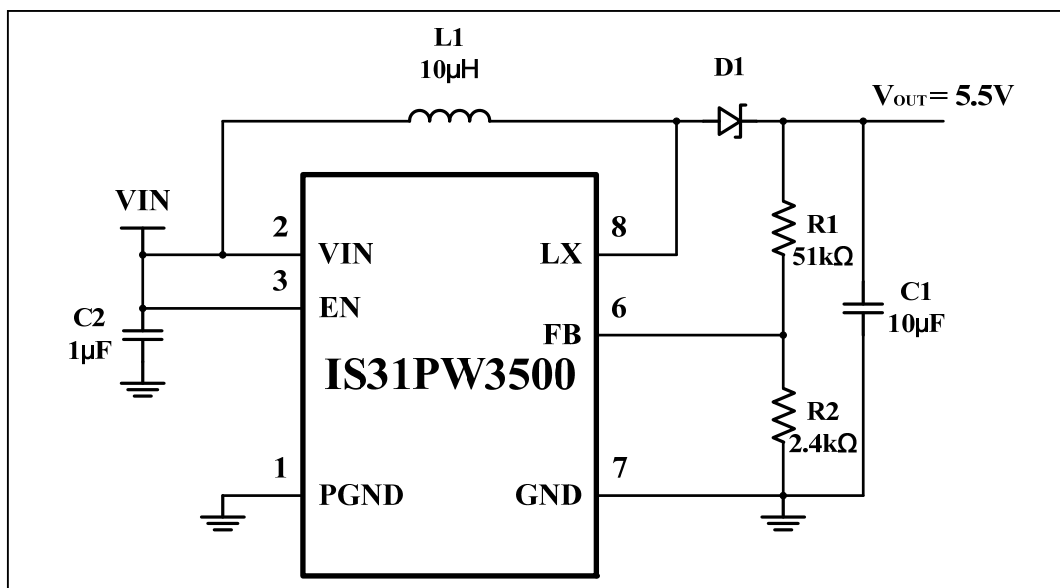 L1
10µH
D1
VOUT = 5.5V
VIN
2
VIN
LX
8
R1
51kΩ
3
EN
6
FB
C1
10µF
C2
1µF
IS31PW3500
R2
2.4kΩ
1
PGND
GND
7